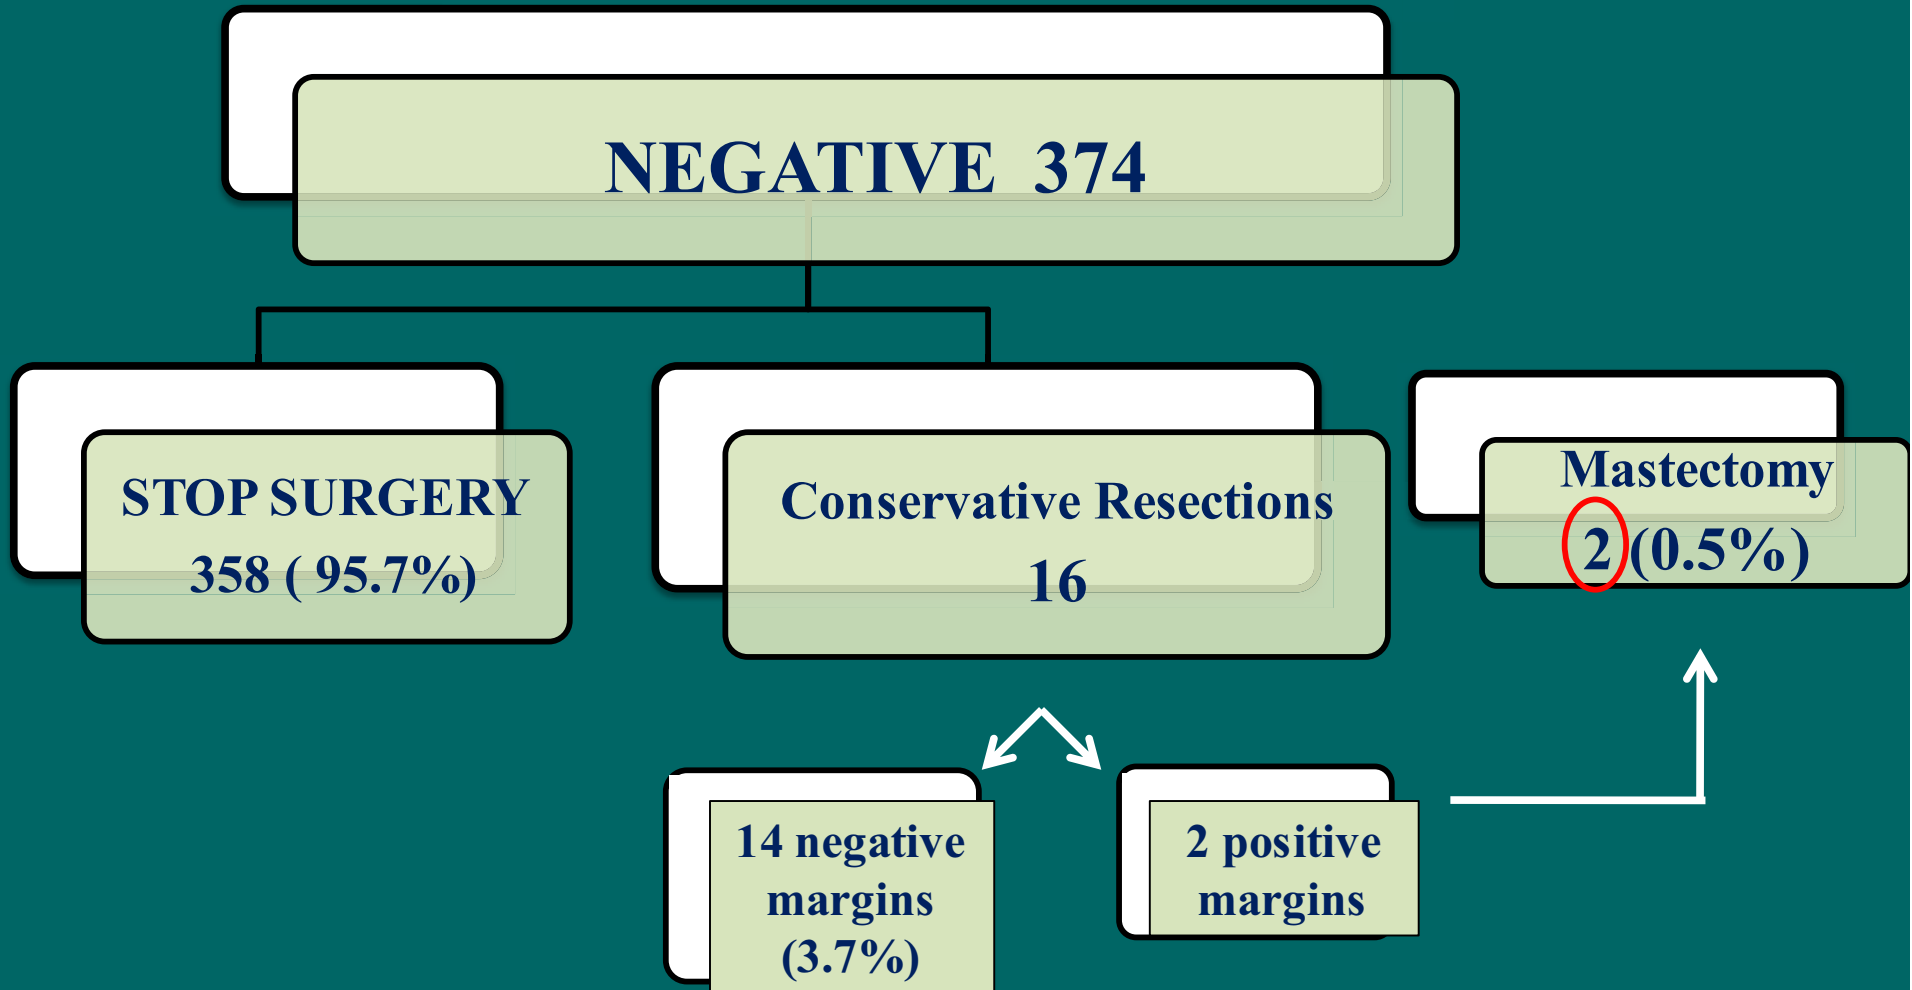 NEGATIVE 374
STOP SURGERY
358 ( 95.7%)
Conservative Resections
16
Mastectomy
2 (0.5%)
14 negative
margins
(3.7%)
2 positive
margins